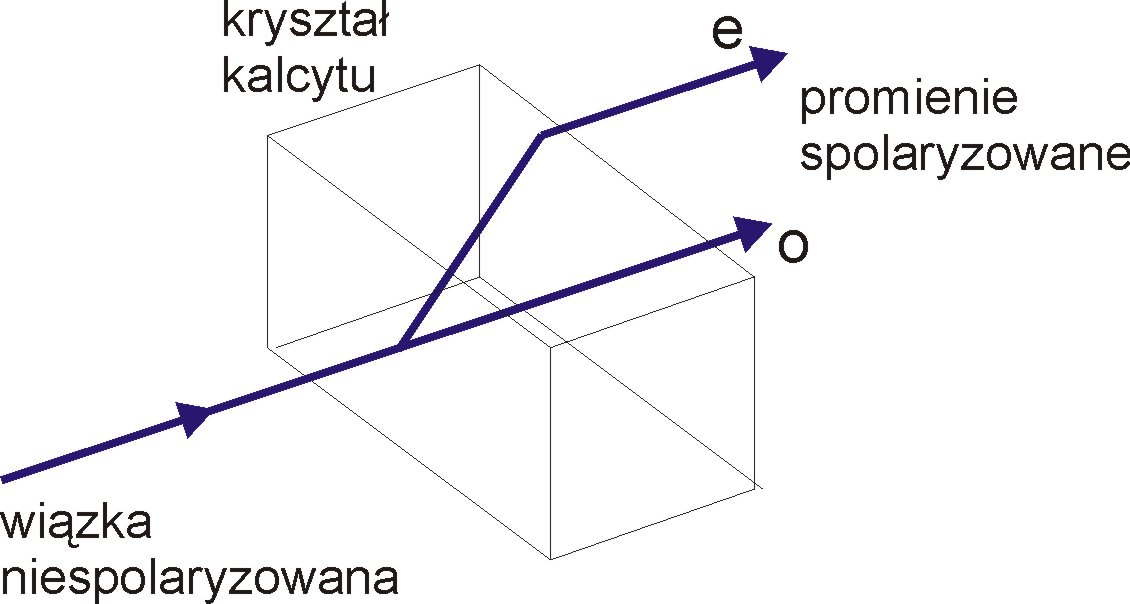 kryształ
kalcytu
e
promienie
spolaryzowane
o
wiązka
niespolaryzowana